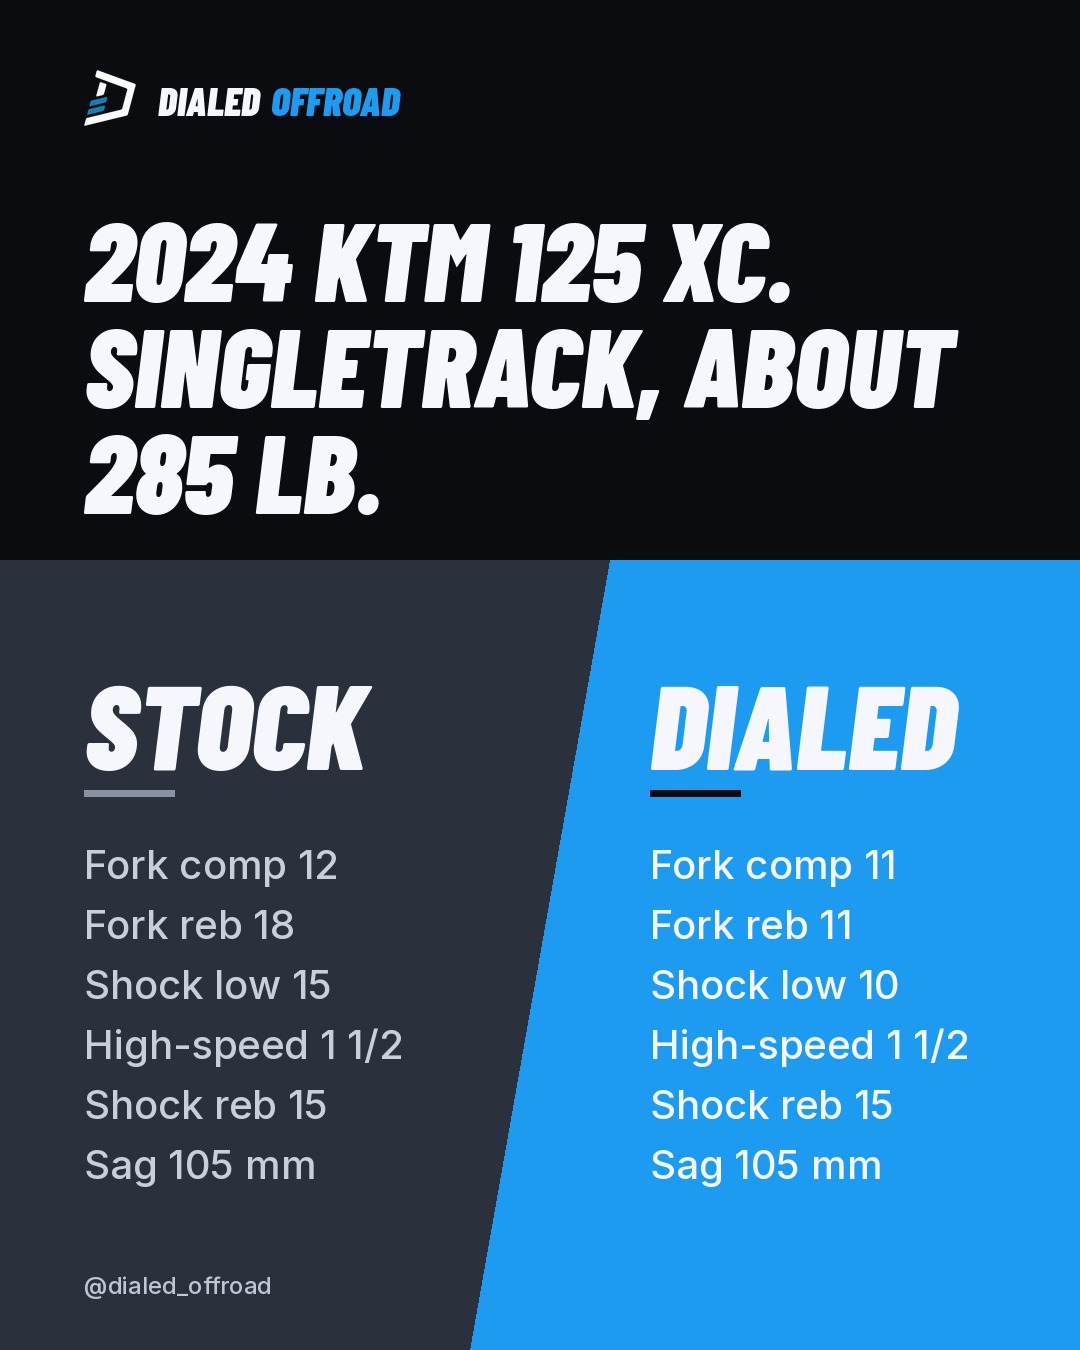 DIALED OFFROAD
2024 KTM 125 XC.
SINGLETRACK, ABOUT
285 LB.
STOCK
Fork comp 12
Fork reb 18
Shock low 15
High-speed 1 1/2
Shock reb 15
Sag 105 mm
DIALED
Fork comp 11
Fork reb 11
Shock low 10
High-speed 1 1/2
Shock reb 15
Sag 105 mm
@dialed_offroad